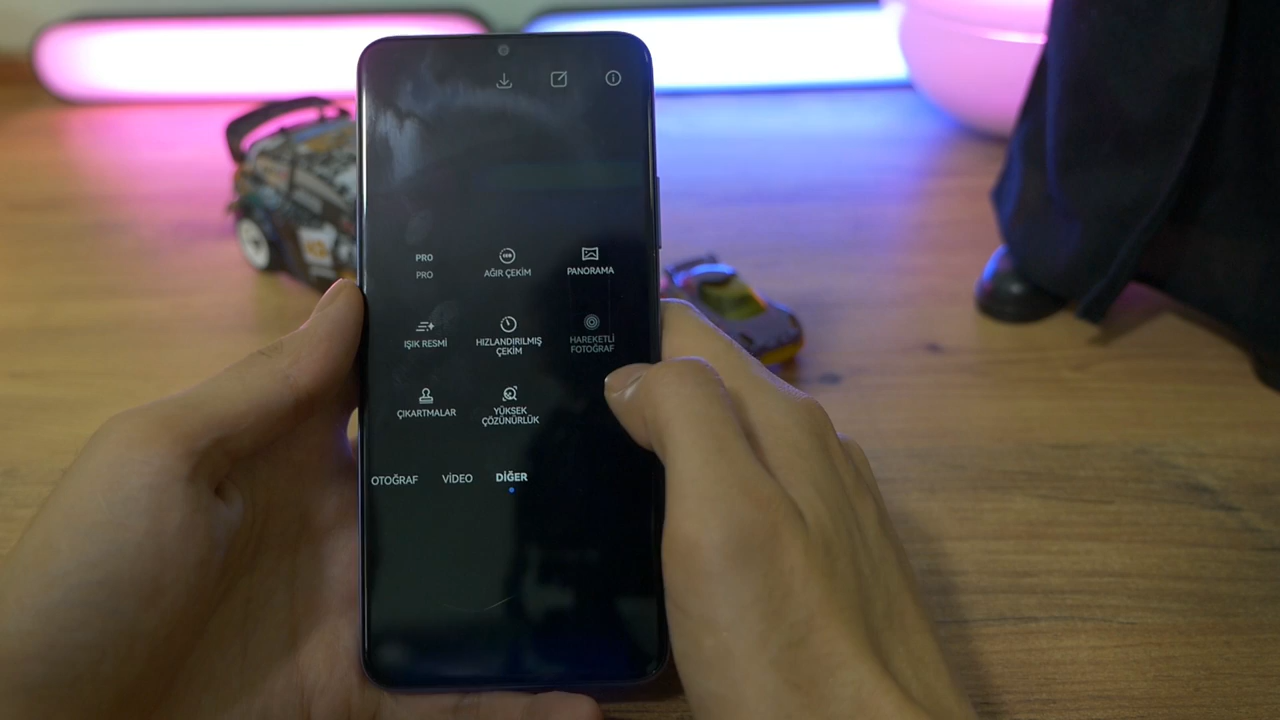 PRO
PRO
AĞIR ÇEKİM
PANORAMA
IŞIK RESMİ
HIZLANDIRILMIŞ
ÇEKİM
HAREKETLİ
FOTOĞRAF
ÇIKARTMALAR
YÜKSEK
ÇÖZÜNÜRLÜK
OTOĞRAF
VİDEO
DİĞER